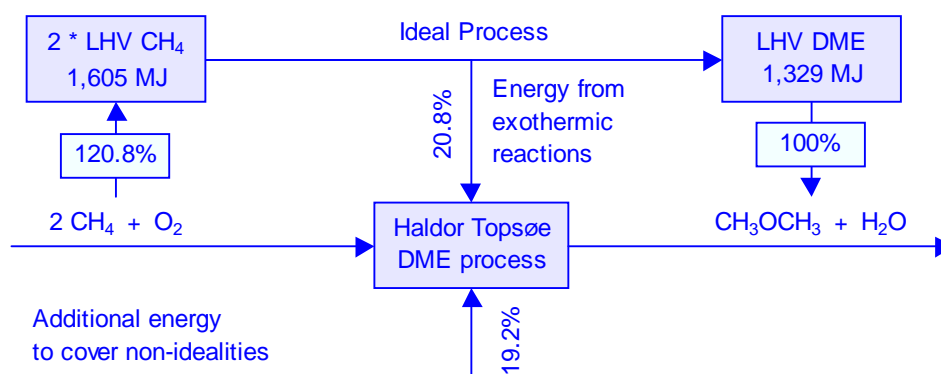 2 * LHV CH₄
1,605 MJ
Ideal Process
LHV DME
1,329 MJ
20.8%
Energy from
exothermic
reactions
120.8%
100%
2 CH₄ + O₂
Haldor Topsøe
DME process
CH₃OCH₃ + H₂O
Additional energy
to cover non-idealities
19.2%